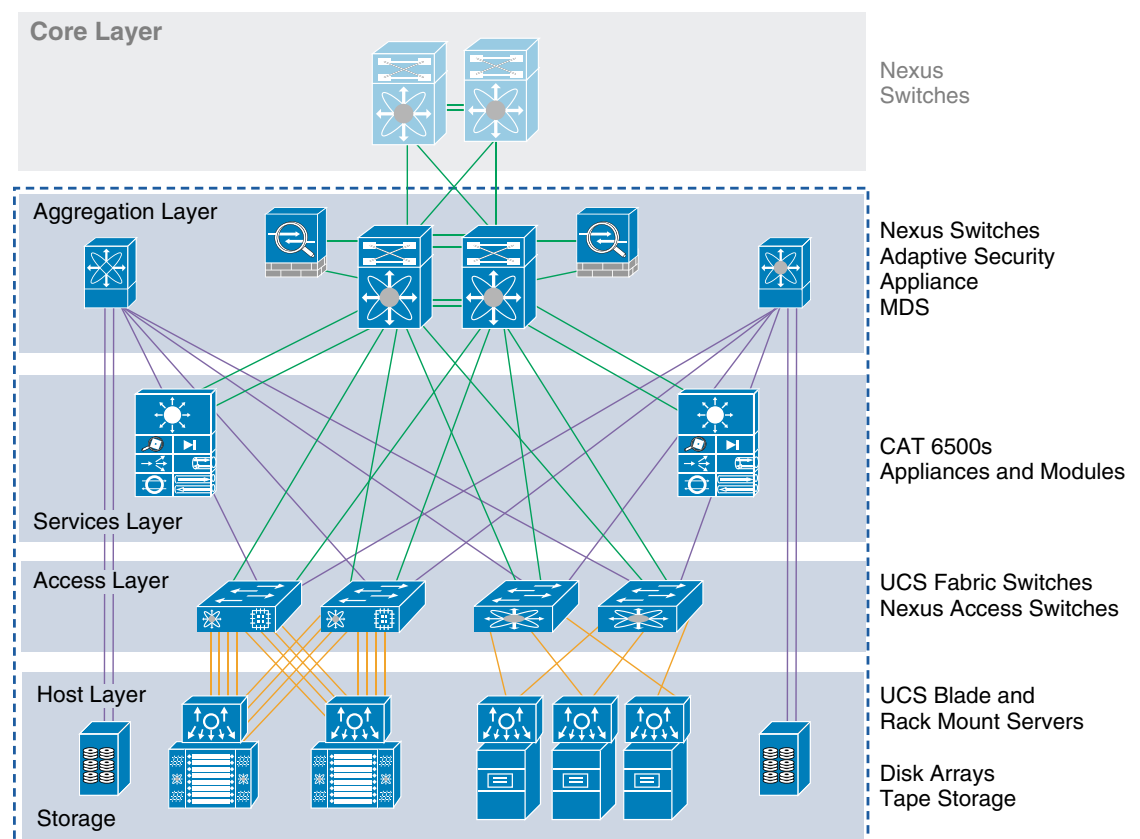 Core Layer
Nexus
Switches
Aggregation Layer
Nexus Switches
Adaptive Security
Appliance
MDS
CAT 6500s
Appliances and Modules
Services Layer
Access Layer
UCS Fabric Switches
Nexus Access Switches
Host Layer
UCS Blade and
Rack Mount Servers
Disk Arrays
Tape Storage
Storage